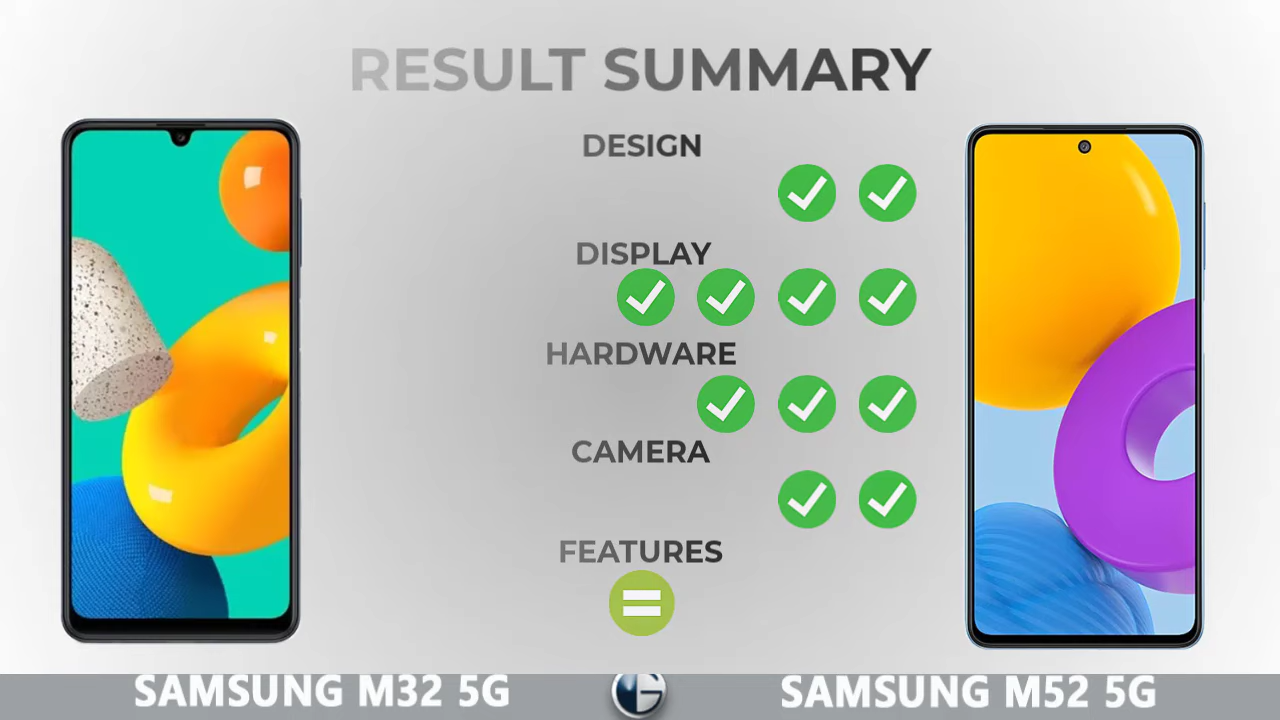 RESULT SUMMARY
DESIGN
DISPLAY
HARDWARE
CAMERA
FEATURES
SAMSUNG M32 5G
G
SAMSUNG M52 5G